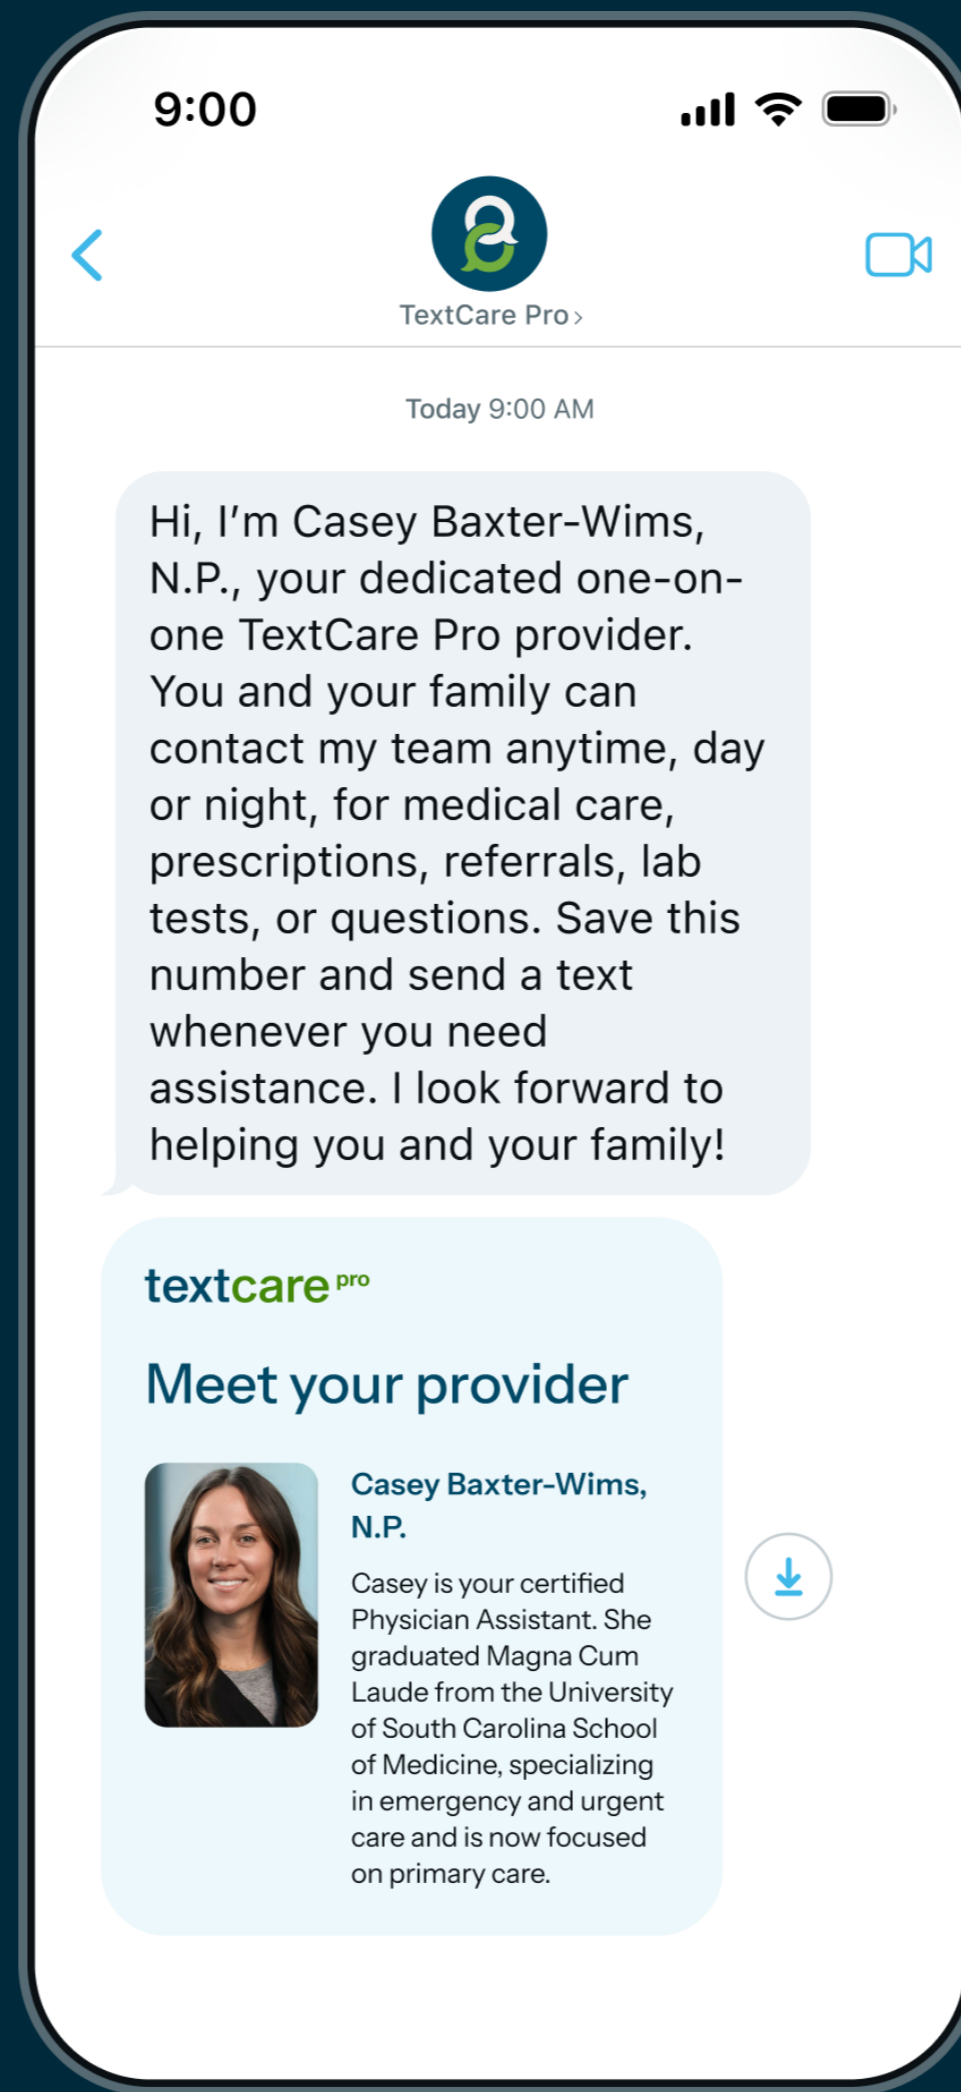 9:00
TextCare Pro ›
Today 9:00 AM
Hi, I’m Casey Baxter-Wims,
N.P., your dedicated one-on-
one TextCare Pro provider.
You and your family can
contact my team anytime, day
or night, for medical care,
prescriptions, referrals, lab
tests, or questions. Save this
number and send a text
whenever you need
assistance. I look forward to
helping you and your family!
textcare pro
Meet your provider
Casey Baxter-Wims,
N.P.
Casey is your certified
Physician Assistant. She
graduated Magna Cum
Laude from the University
of South Carolina School
of Medicine, specializing
in emergency and urgent
care and is now focused
on primary care.